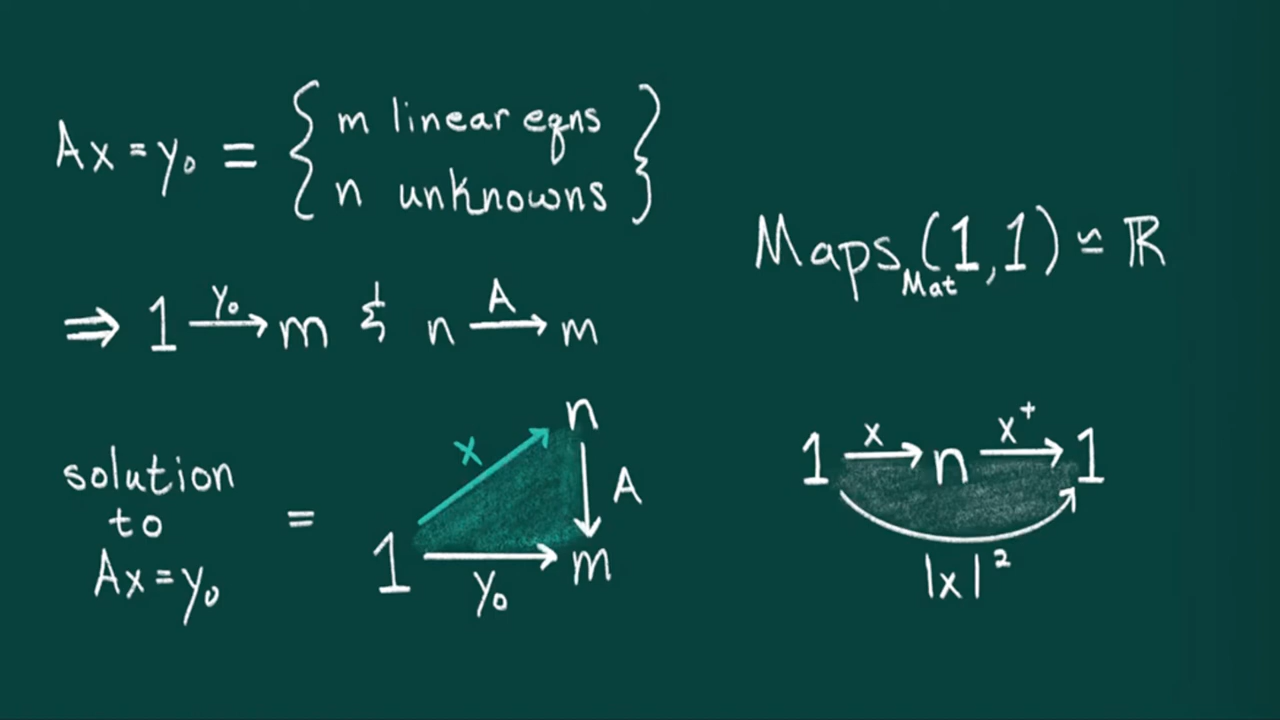 Ax = y₀ = { m linear eqns
n unknowns }
⇒ 1 —y₀→ m & n —A→ m
solution
to
Ax = y₀
=
n
x
A
1
m
y₀
Maps_Mat(1,1) ≃ ℝ
1 —x→ n —x⁺→ 1
|x|²